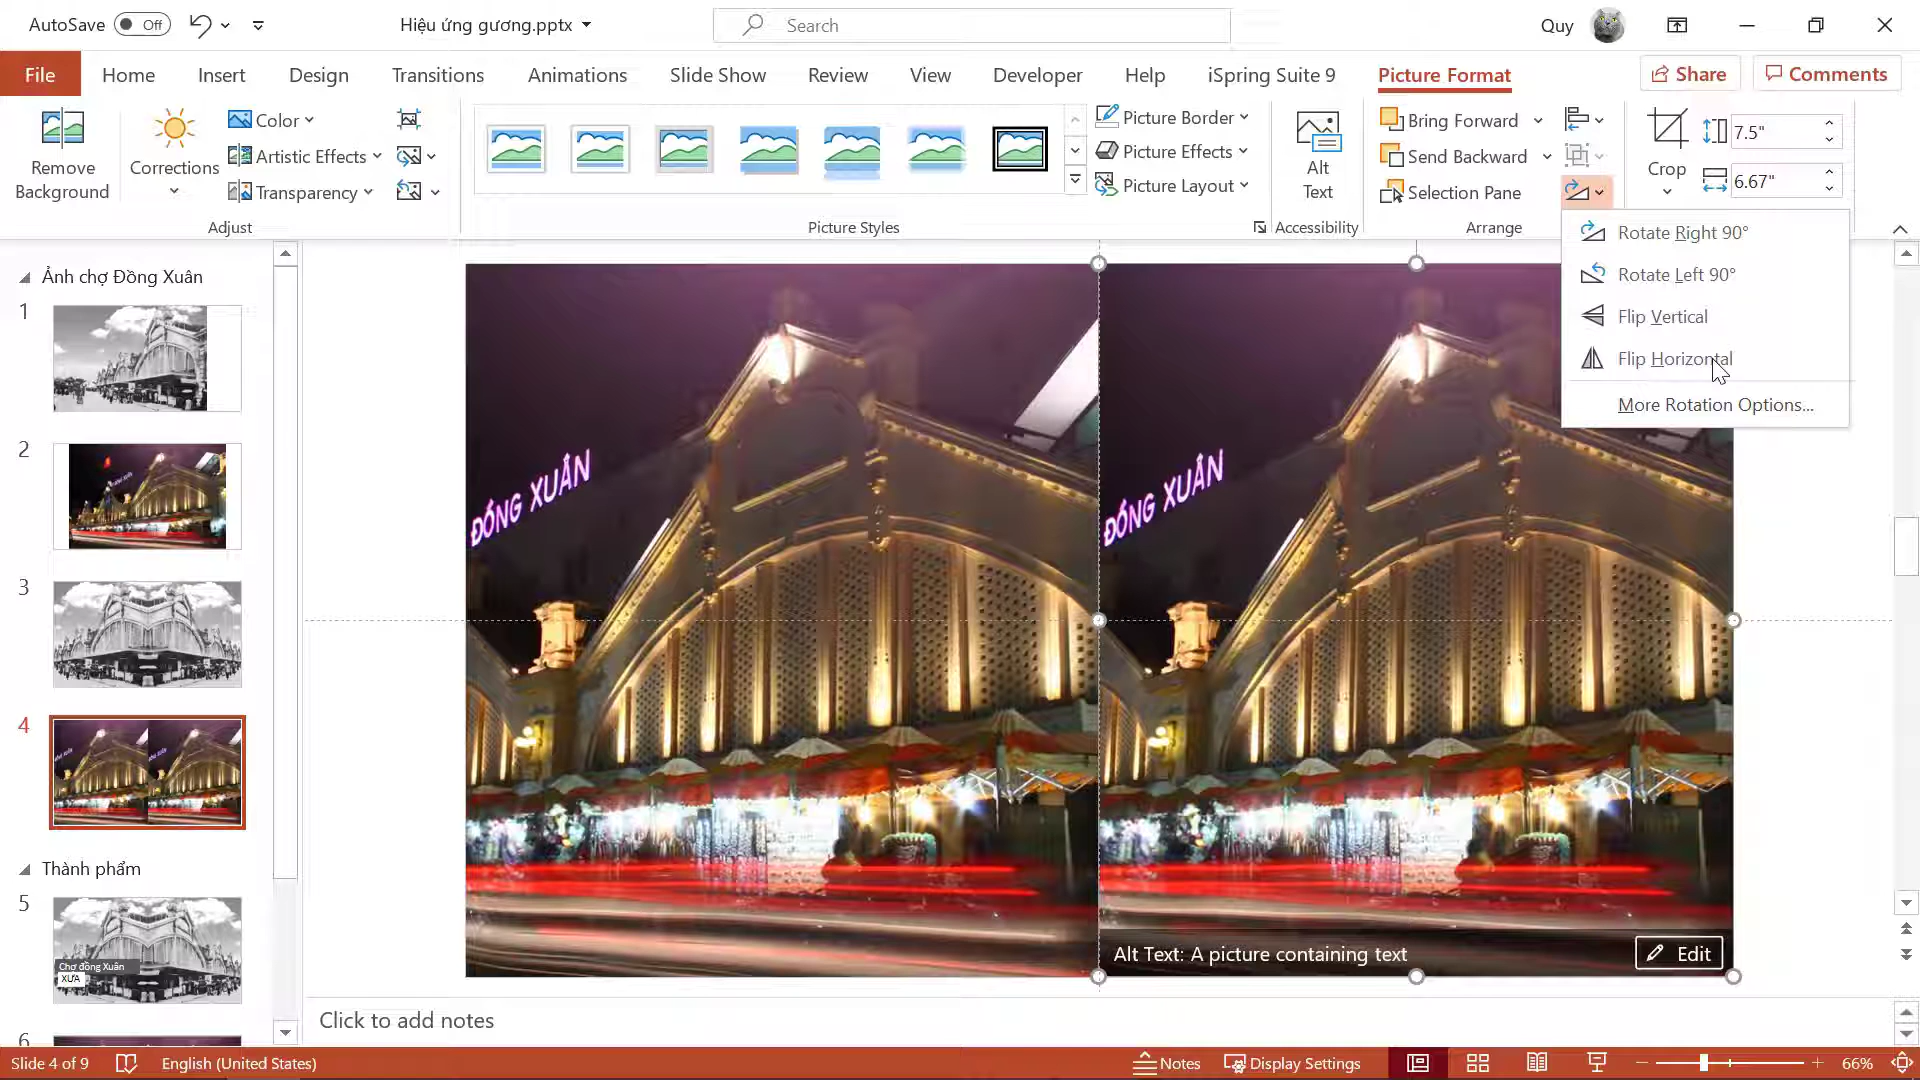 AutoSave Off Hiệu ứng gương.pptx Search Quy
File Home Insert Design Transitions Animations Slide Show Review View Developer Help iSpring Suite 9 Picture Format Share Comments
Remove Background
Corrections
Color
Artistic Effects
Transparency
Adjust
Picture Styles
Picture Border
Picture Effects
Picture Layout
Alt Text
Accessibility
Bring Forward
Send Backward
Selection Pane
Arrange
Crop
7.5"
6.67"
Rotate Right 90°
Rotate Left 90°
Flip Vertical
Flip Horizontal
More Rotation Options...
Ảnh chợ Đồng Xuân
1
2
3
4
Thành phẩm
5
Chợ đồng Xuân
XƯA
6
ĐỒNG XUÂN
ĐỒNG XUÂN
Alt Text: A picture containing text Edit
Click to add notes
Slide 4 of 9 English (United States) Notes Display Settings 66%